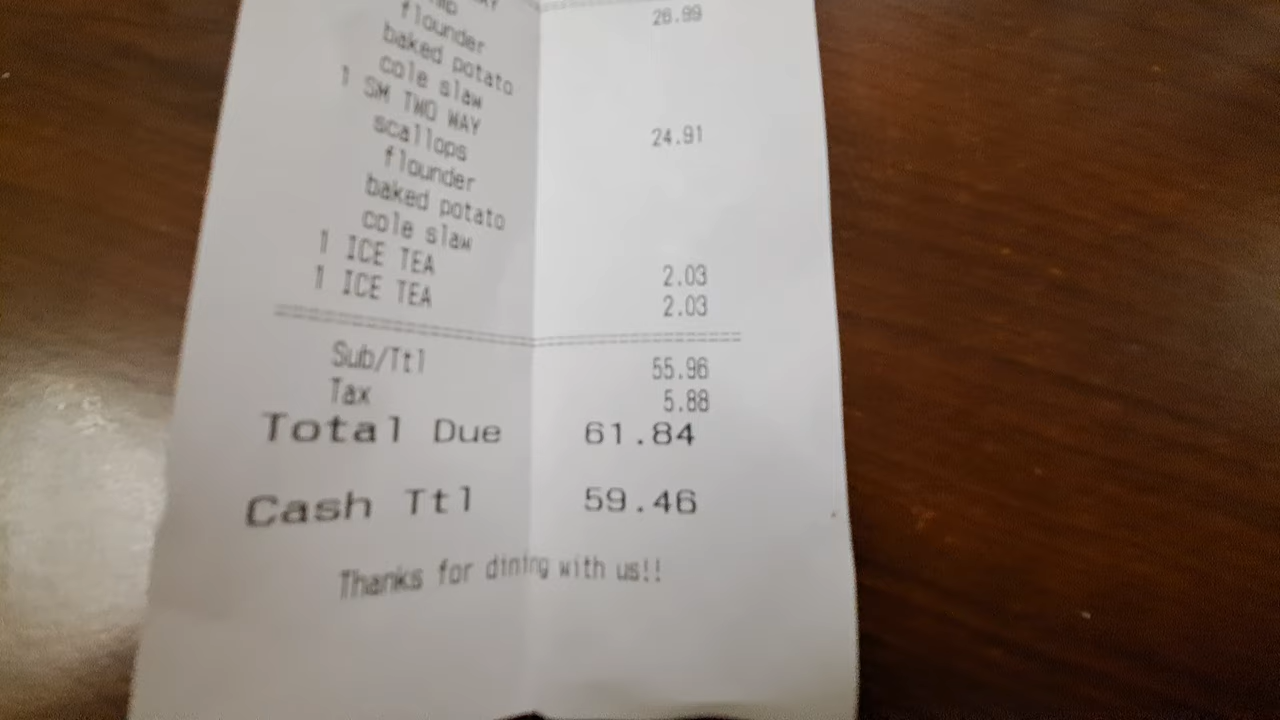 26.99
flounder
baked potato
cole slaw
1 SM TWO WAY 24.91
scallops
flounder
baked potato
cole slaw
1 ICE TEA 2.03
1 ICE TEA 2.03
Sub/Ttl 55.96
Tax 5.88
Total Due 61.84
Cash Ttl 59.46
Thanks for dining with us!!